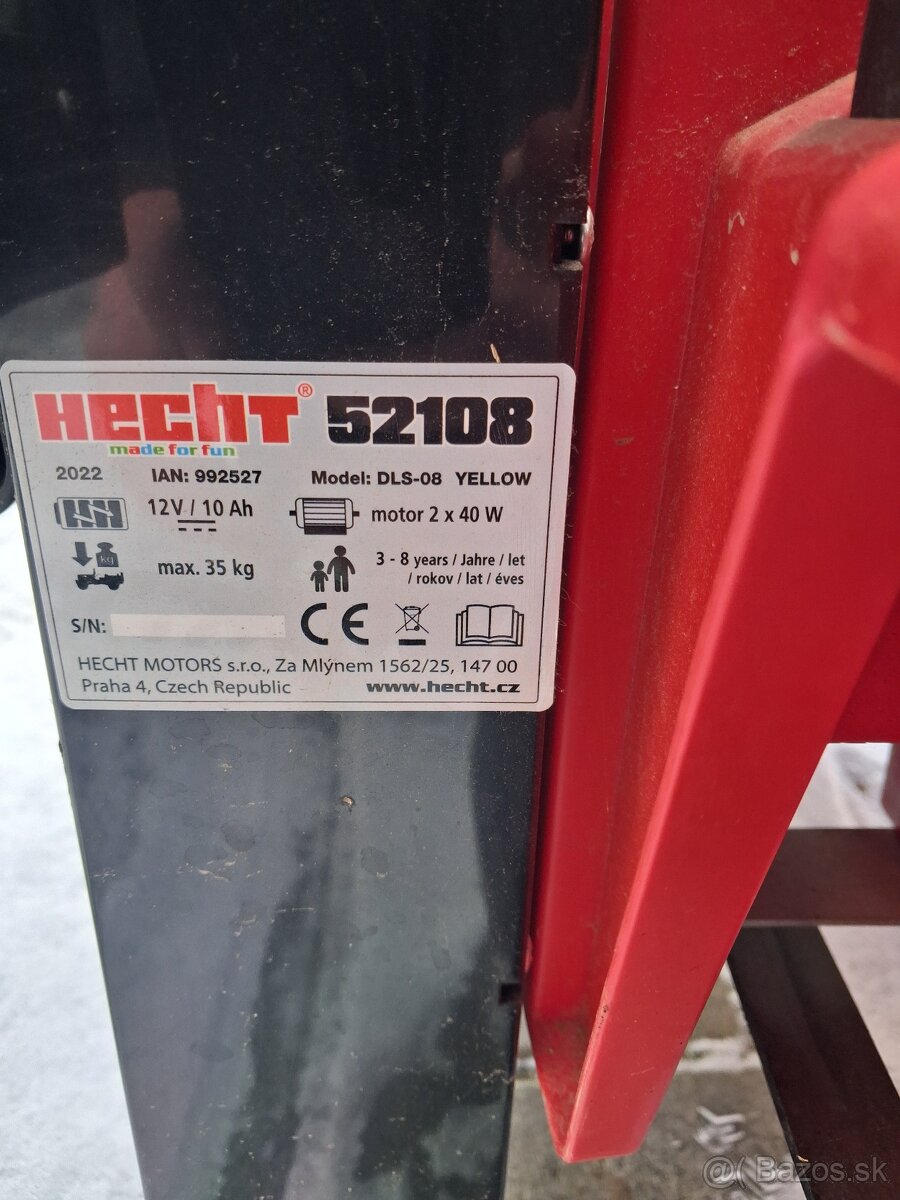 HECHT® 52108
made for fun
2022 IAN: 992527 Model: DLS-08 YELLOW
12V / 10 Ah motor 2 x 40 W
kg max. 35 kg 3 - 8 years / Jahre / let
/ rokov / lat / éves
S/N: CE
HECHT MOTORS s.r.o., Za Mlýnem 1562/25, 147 00
Praha 4, Czech Republic www.hecht.cz
@( Bazos.sk